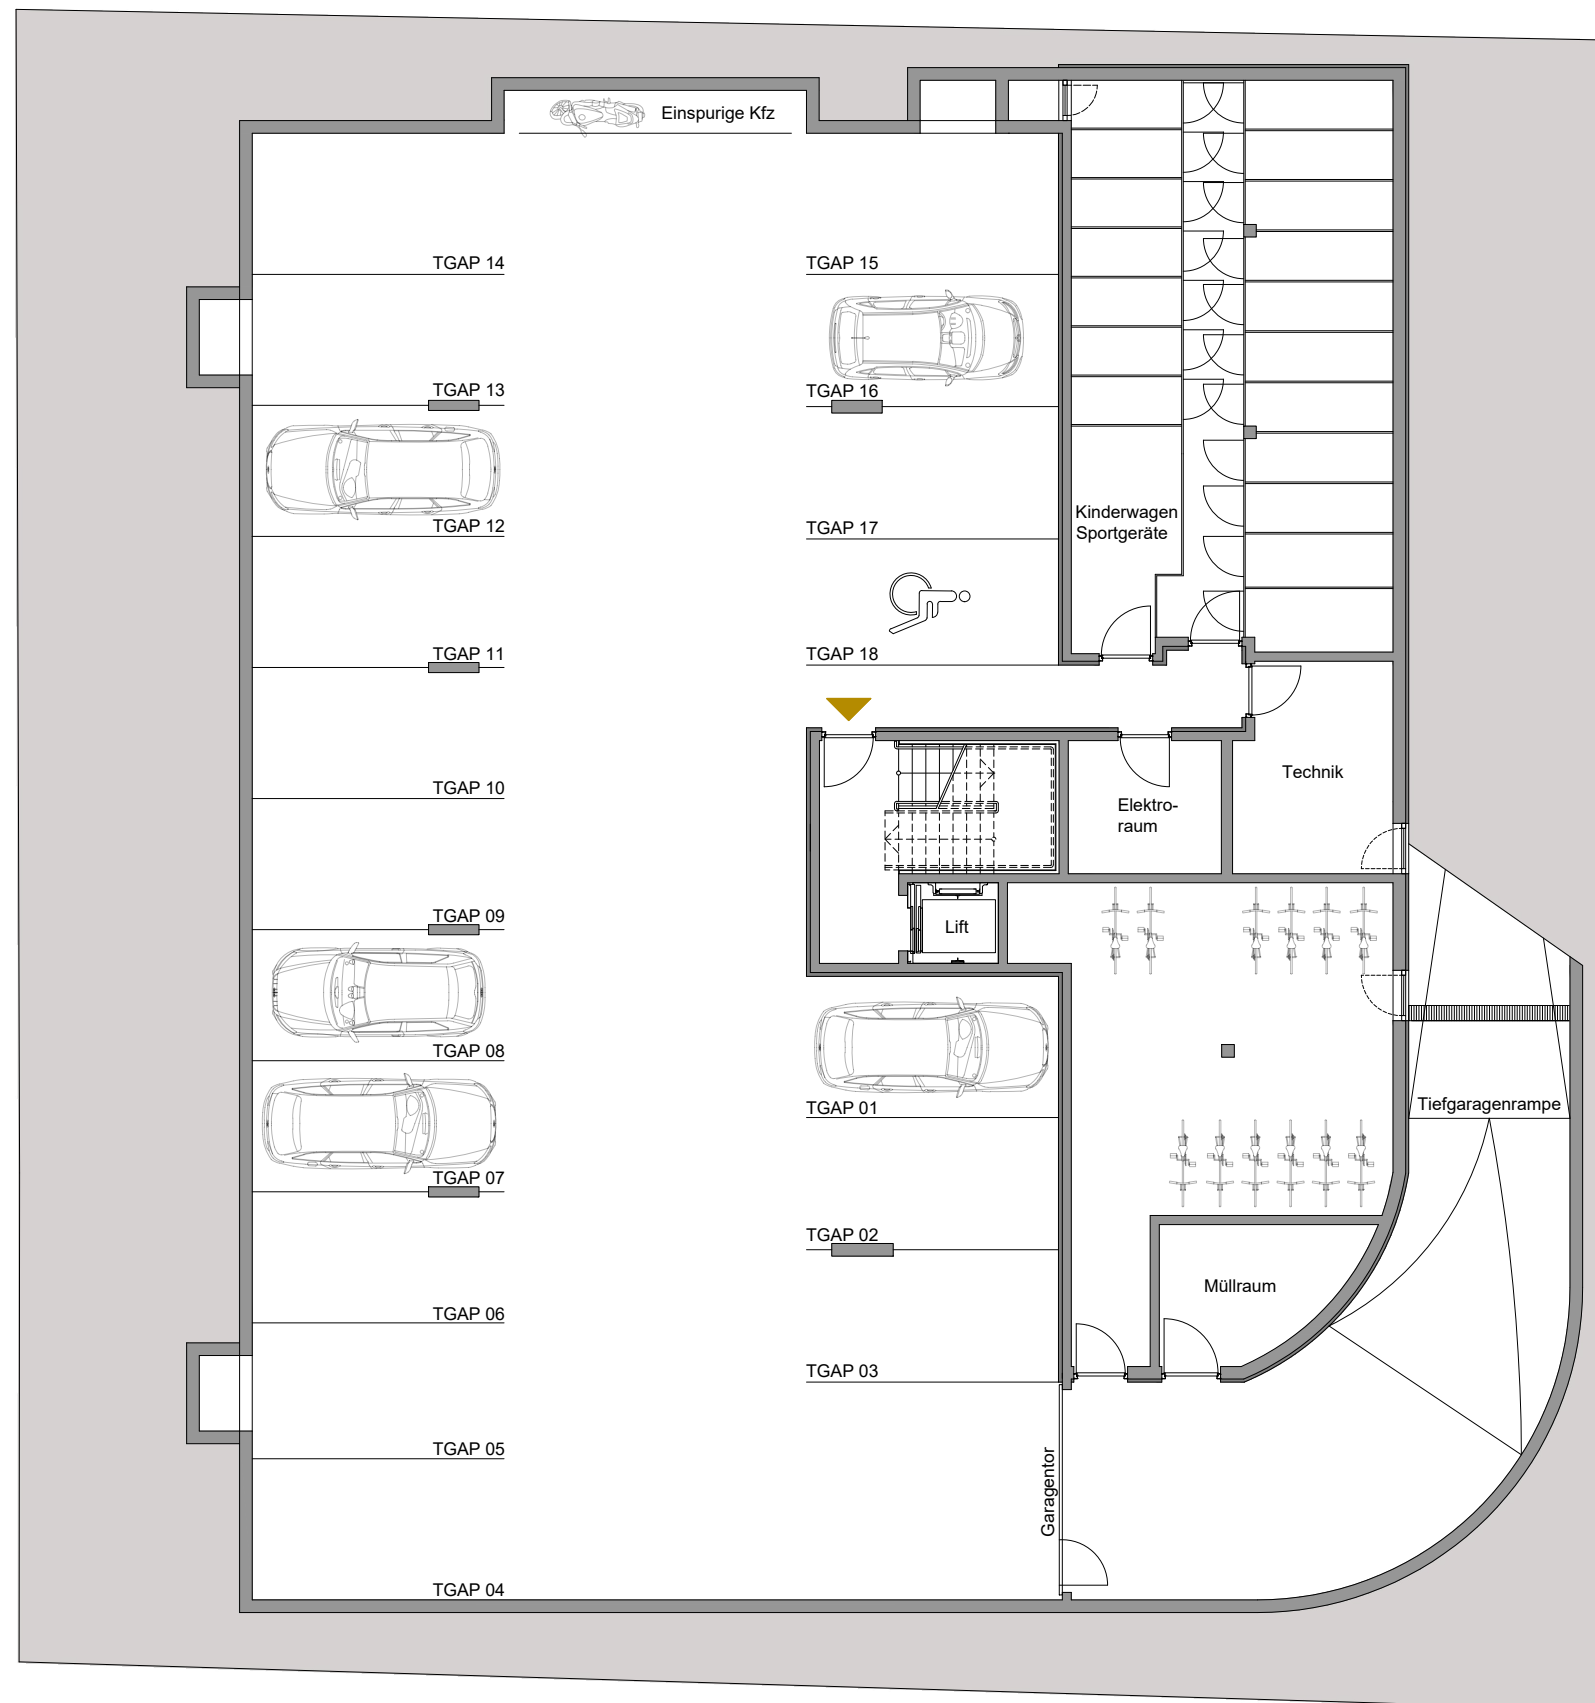 Einspurige Kfz
TGAP 14
TGAP 15
TGAP 13
TGAP 16
Kinderwagen
Sportgeräte
TGAP 12
TGAP 17
TGAP 11
TGAP 18
Technik
TGAP 10
Elektro-
raum
TGAP 09
Lift
TGAP 08
TGAP 01
Tiefgaragenrampe
TGAP 07
TGAP 02
Müllraum
TGAP 06
TGAP 03
TGAP 05
Garagentor
TGAP 04